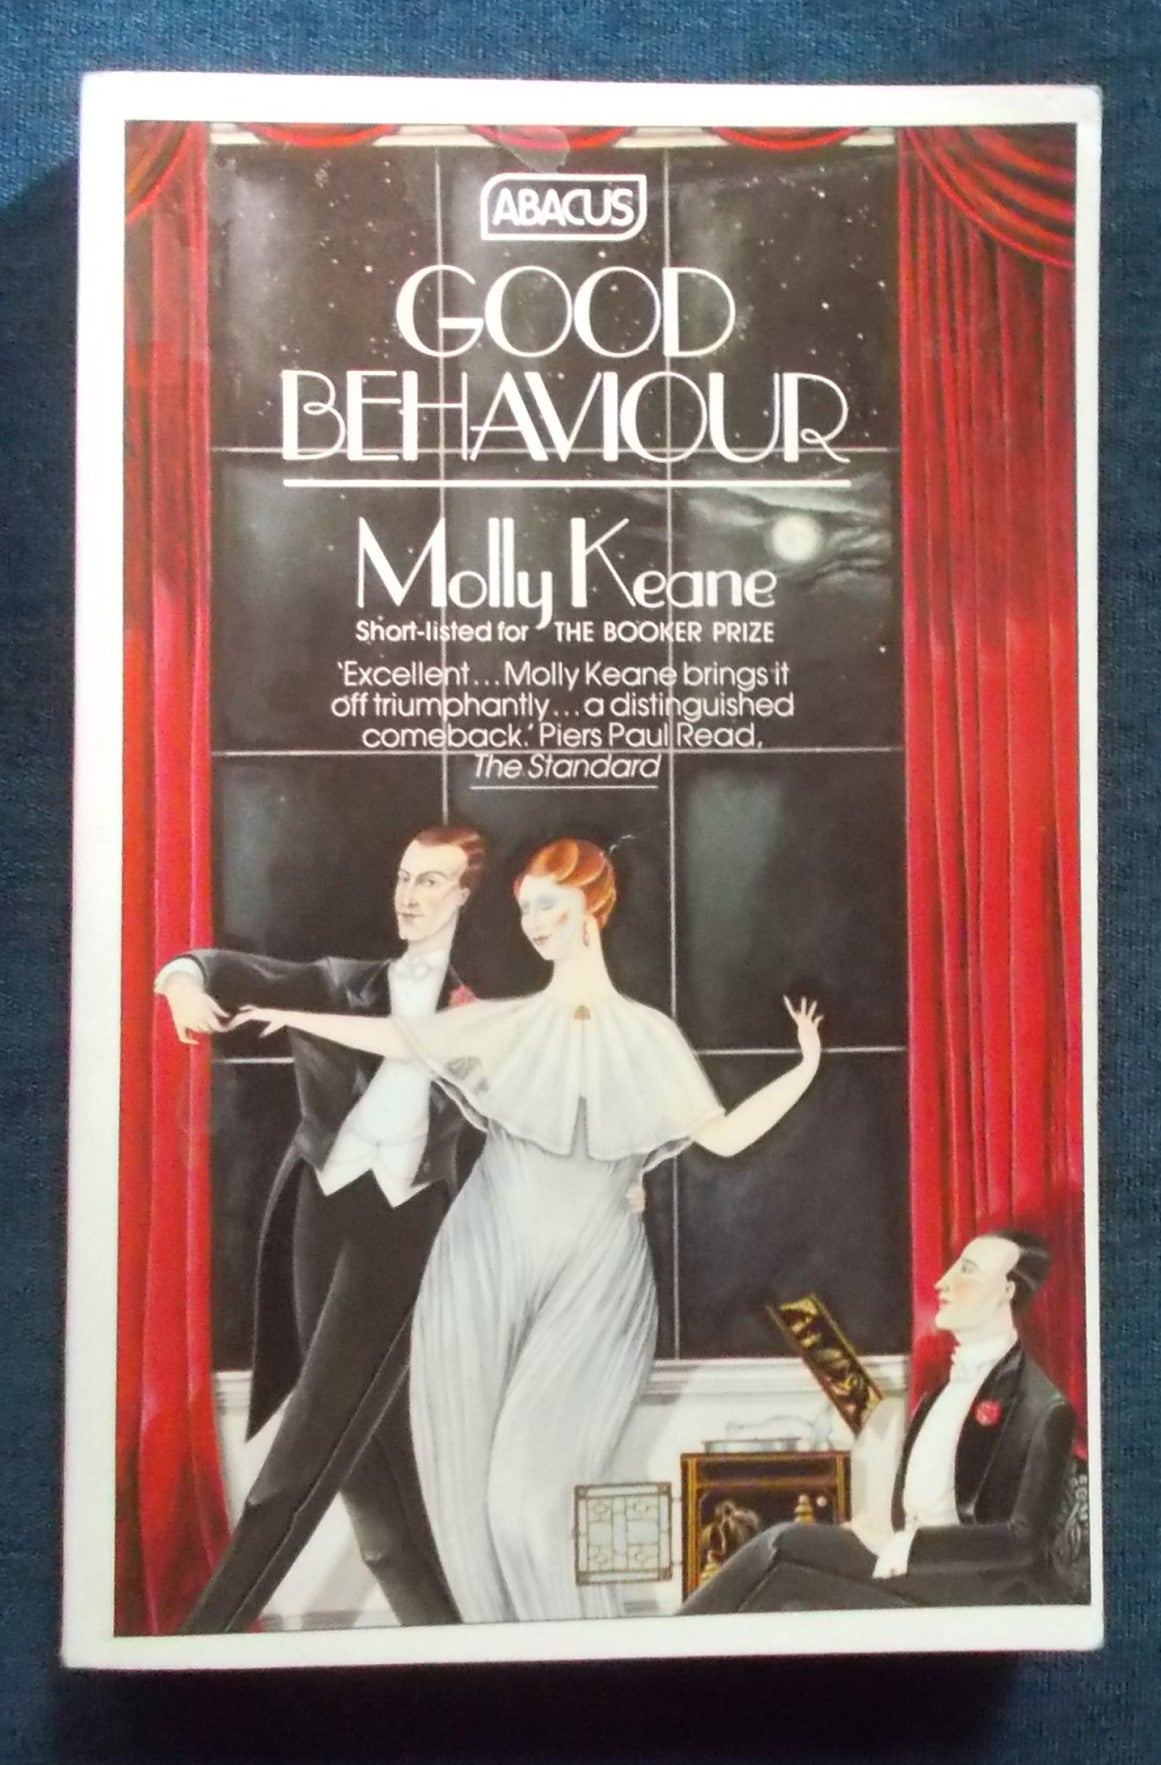 ABACUS
GOOD
BEHAVIOUR
Molly Keane
Short-listed for THE BOOKER PRIZE
'Excellent...Molly Keane brings it
off triumphantly...a distinguished
comeback.' Piers Paul Read,
The Standard